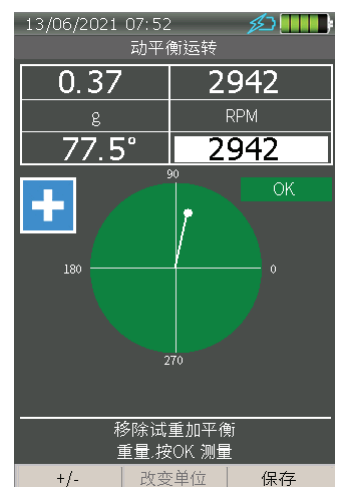 13/06/2021 07:52
动平衡运转
0.37 2942
g RPM
77.5° 2942
90
OK
180 0
270
移除试重加平衡
重量.按OK 测量
+/- 改变单位 保存